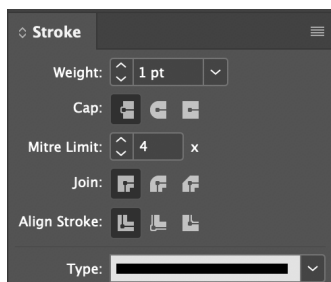 Stroke
Weight: 1 pt
Cap:
Mitre Limit: 4 x
Join:
Align Stroke:
Type: